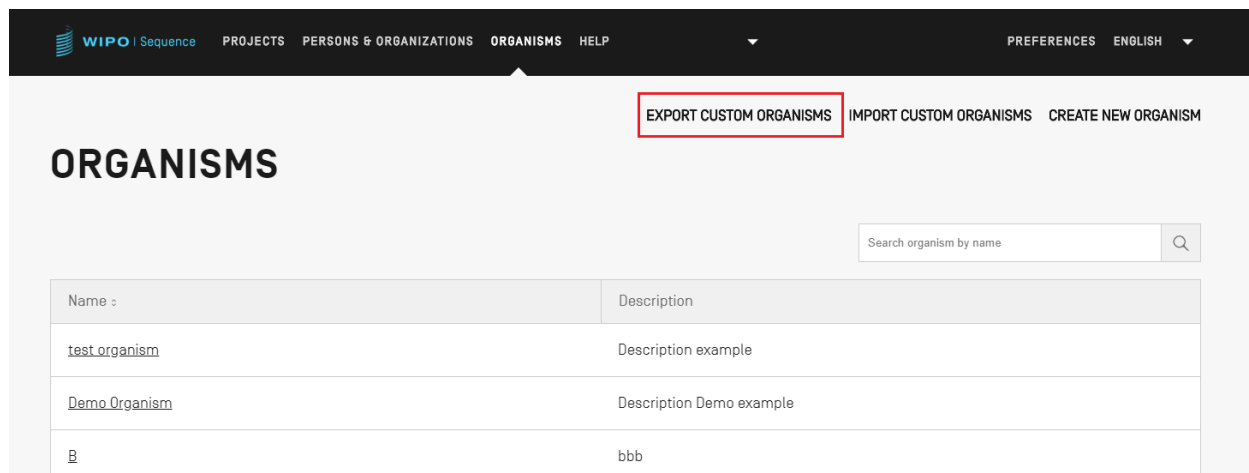 WIPO | Sequence PROJECTS PERSONS & ORGANIZATIONS ORGANISMS HELP PREFERENCES ENGLISH
EXPORT CUSTOM ORGANISMS IMPORT CUSTOM ORGANISMS CREATE NEW ORGANISM
ORGANISMS
Search organism by name
Name Description
test organism Description example
Demo Organism Description Demo example
B bbb